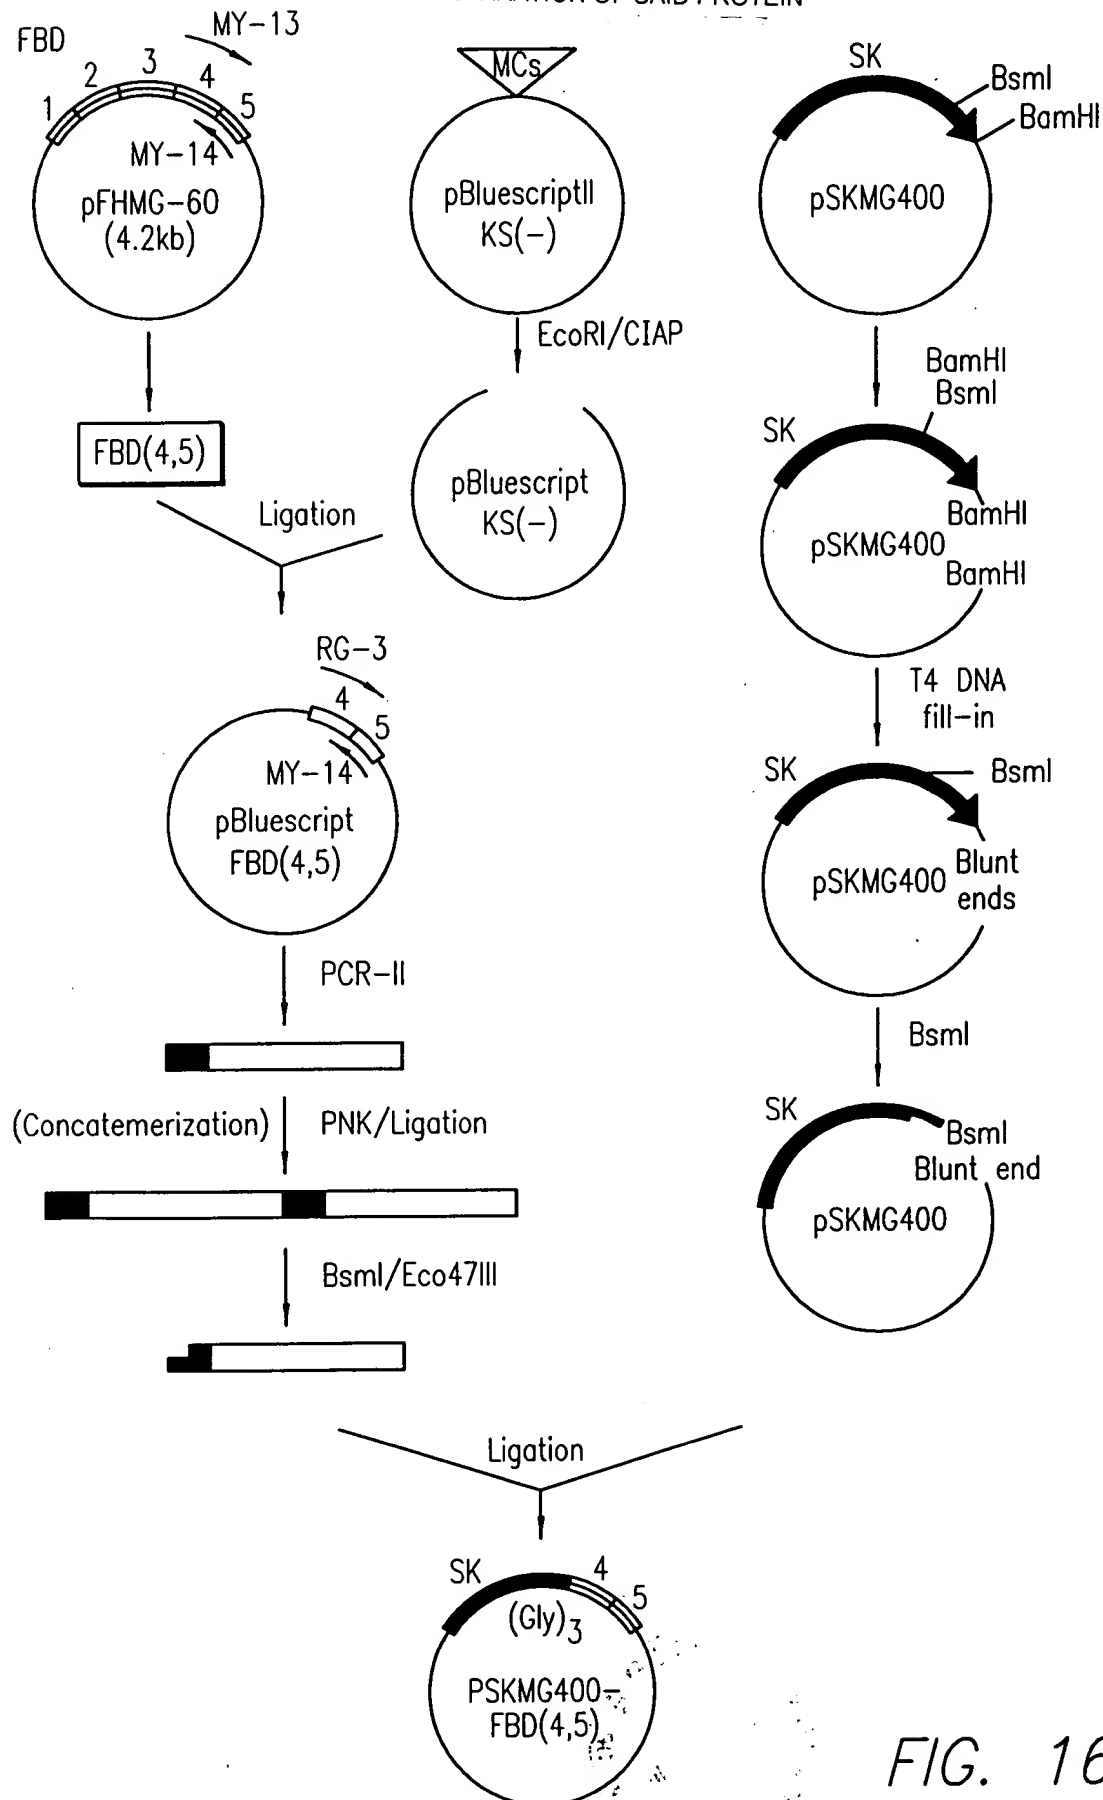 FBD
MY-13
1 2 3 4 5
MY-14
pFHMG-60
(4.2kb)
FBD(4,5)
MCs
pBluescriptII
KS(-)
EcoRI/CIAP
pBluescript
KS(-)
Ligation
RG-3
4
5
MY-14
pBluescript
FBD(4,5)
PCR-II
(Concatemerization)
PNK/Ligation
BsmI/Eco47III
SK
BsmI
BamHI
pSKMG400
BamHI
BsmI
SK
BamHI
pSKMG400
BamHI
T4 DNA
fill-in
SK
BsmI
pSKMG400
Blunt
ends
BsmI
SK
BsmI
Blunt end
pSKMG400
Ligation
SK
4
5
(Gly)3
PSKMG400-
FBD(4,5)
FIG. 16